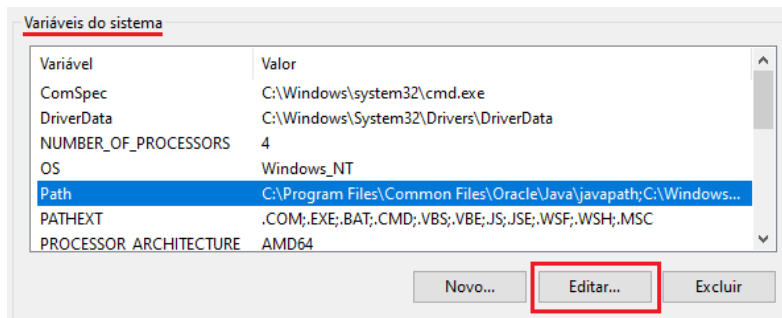 Variáveis do sistema
Variável Valor
ComSpec C:\Windows\system32\cmd.exe
DriverData C:\Windows\System32\Drivers\DriverData
NUMBER_OF_PROCESSORS 4
OS Windows_NT
Path C:\Program Files\Common Files\Oracle\Java\javapath;C:\Windows...
PATHEXT .COM;.EXE;.BAT;.CMD;.VBS;.VBE;.JS;.JSE;.WSF;.WSH;.MSC
PROCESSOR_ARCHITECTURE AMD64
Novo... Editar... Excluir